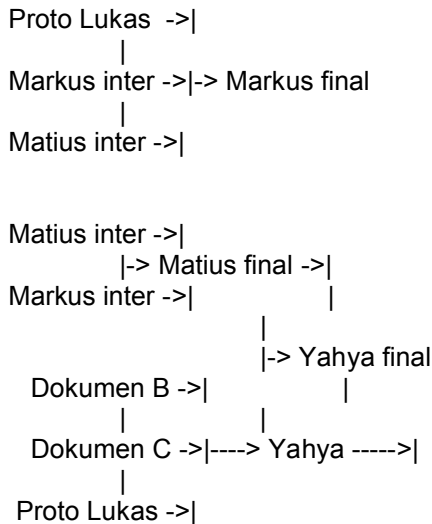 Proto Lukas ->|
|
Markus inter ->|-> Markus final
|
Matius inter ->|
Matius inter ->|
|-> Matius final ->|
Markus inter ->| |
|
|-> Yahya final
Dokumen B ->| |
| |
Dokumen C ->|----> Yahya ----->|
|
Proto Lukas ->|